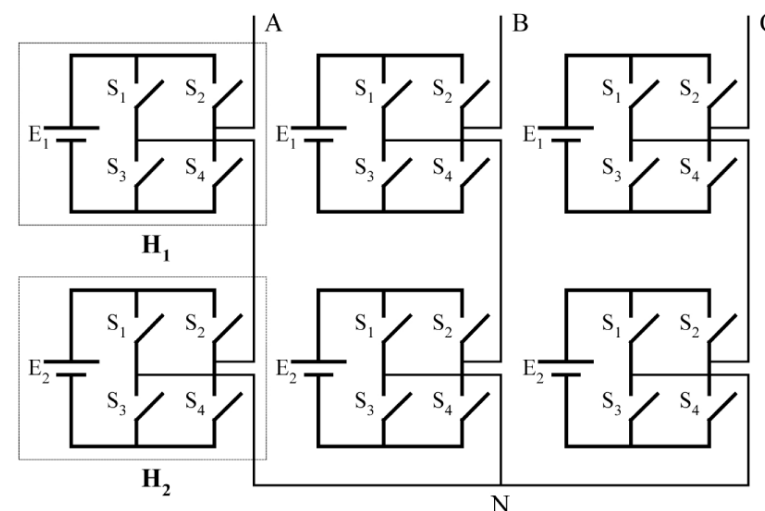 A B
S1 S2 S1 S2 S1 S2
E1 E1 E1
S3 S4 S3 S4 S3 S4
H1
S1 S2 S1 S2 S1 S2
E2 E2 E2
S3 S4 S3 S4 S3 S4
H2
N